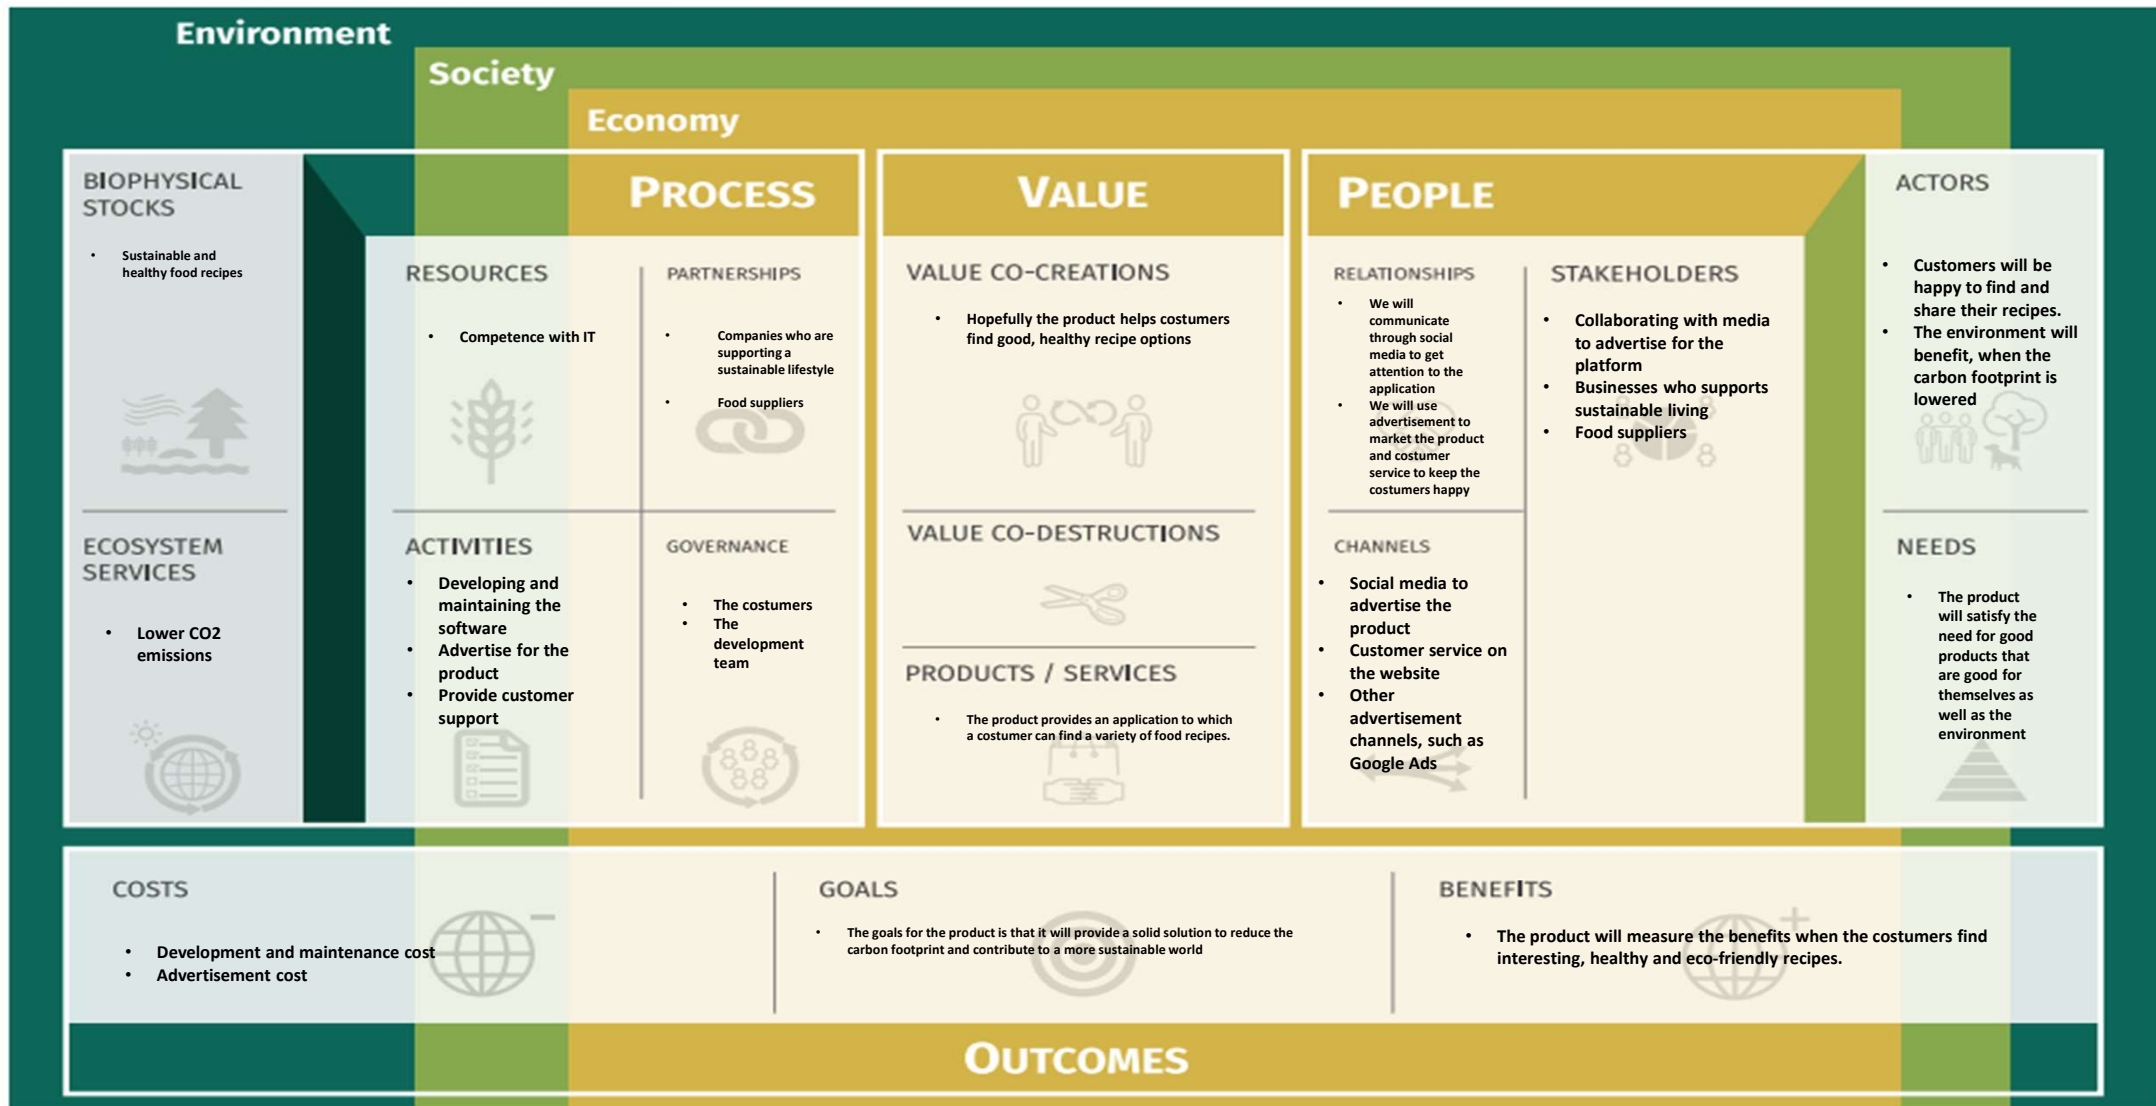 Environment
Society
Economy
BIOPHYSICAL
STOCKS
• Sustainable and
healthy food recipes
ECOSYSTEM
SERVICES
• Lower CO2
emissions
PROCESS
RESOURCES
• Competence with IT
PARTNERSHIPS
• Companies who are
supporting a
sustainable lifestyle
• Food suppliers
ACTIVITIES
• Developing and
maintaining the
software
• Advertise for the
product
• Provide customer
support
GOVERNANCE
• The costumers
• The
development
team
VALUE
VALUE CO-CREATIONS
• Hopefully the product helps costumers
find good, healthy recipe options
VALUE CO-DESTRUCTIONS
PRODUCTS / SERVICES
• The product provides an application to which
a costumer can find a variety of food recipes.
PEOPLE
RELATIONSHIPS
• We will
communicate
through social
media to get
attention to the
application
• We will use
advertisement to
market the product
and costumer
service to keep the
costumers happy
STAKEHOLDERS
• Collaborating with media
to advertise for the
platform
• Businesses who supports
sustainable living
• Food suppliers
CHANNELS
• Social media to
advertise the
product
• Customer service on
the website
• Other
advertisement
channels, such as
Google Ads
ACTORS
• Customers will be
happy to find and
share their recipes.
• The environment will
benefit, when the
carbon footprint is
lowered
NEEDS
• The product
will satisfy the
need for good
products that
are good for
themselves as
well as the
environment
COSTS
• Development and maintenance cost
• Advertisement cost
GOALS
• The goals for the product is that it will provide a solid solution to reduce the
carbon footprint and contribute to a more sustainable world
BENEFITS
• The product will measure the benefits when the costumers find
interesting, healthy and eco-friendly recipes.
OUTCOMES